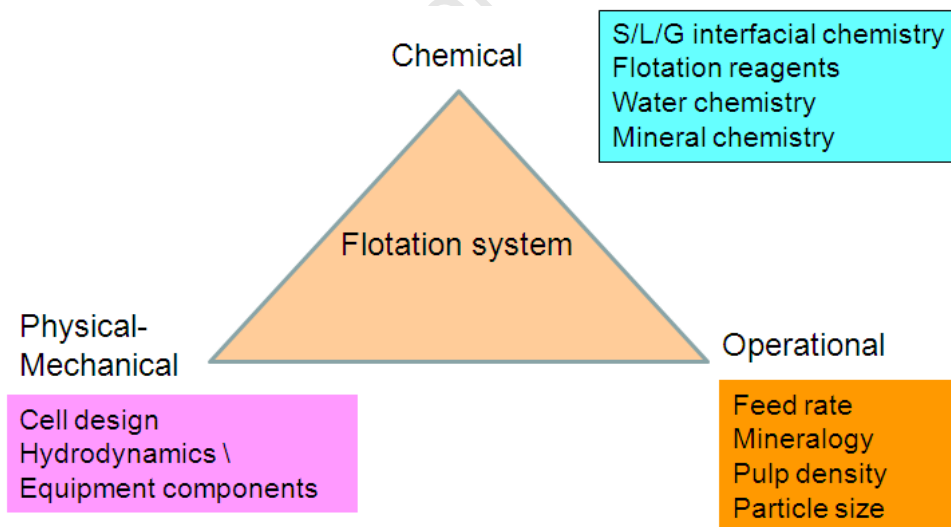 Chemical
S/L/G interfacial chemistry
Flotation reagents
Water chemistry
Mineral chemistry
Flotation system
Physical-
Mechanical
Cell design
Hydrodynamics \
Equipment components
Operational
Feed rate
Mineralogy
Pulp density
Particle size